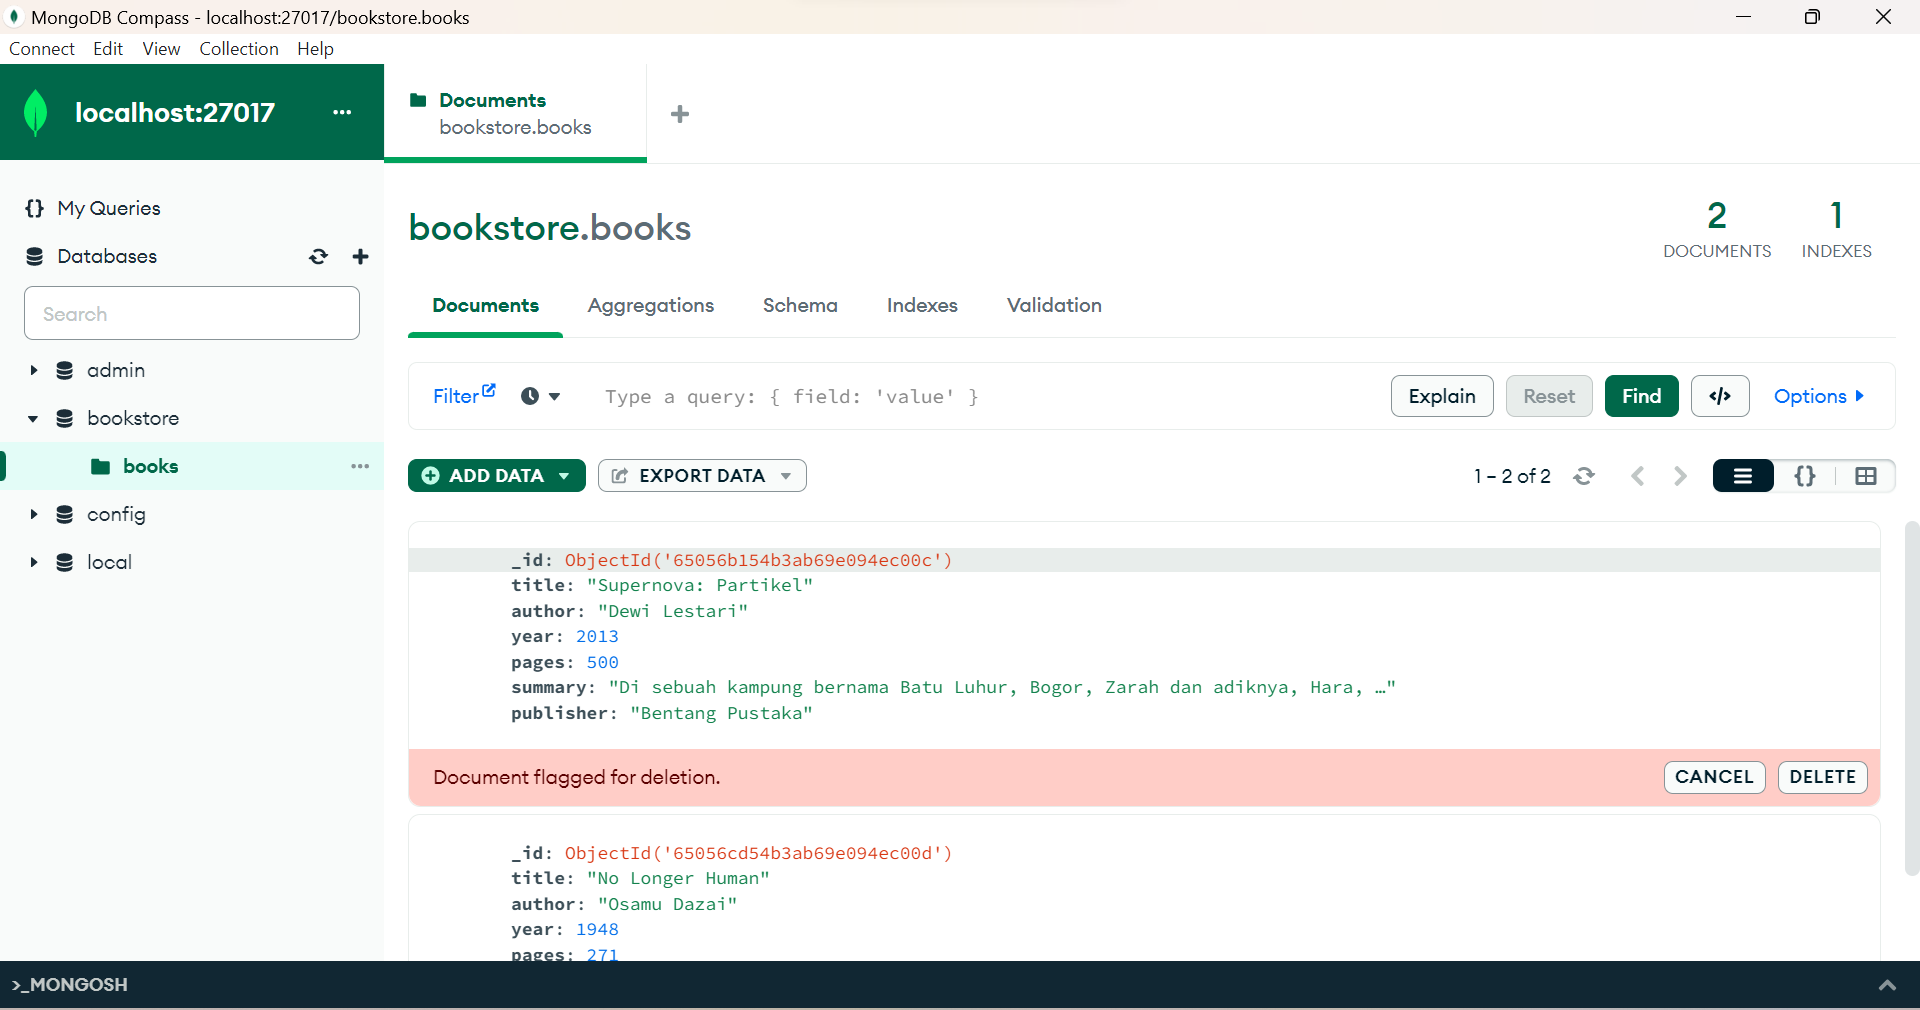 MongoDB Compass - localhost:27017/bookstore.books
Connect Edit View Collection Help
localhost:27017 ...
Documents
bookstore.books
+
{} My Queries
Databases
Search
admin
bookstore
books ...
config
local
bookstore.books
2
DOCUMENTS
1
INDEXES
Documents Aggregations Schema Indexes Validation
Filter Type a query: { field: 'value' } Explain Reset Find </> Options
ADD DATA EXPORT DATA 1 – 2 of 2 {}
_id: ObjectId('65056b154b3ab69e094ec00c')
title: "Supernova: Partikel"
author: "Dewi Lestari"
year: 2013
pages: 500
summary: "Di sebuah kampung bernama Batu Luhur, Bogor, Zarah dan adiknya, Hara, …"
publisher: "Bentang Pustaka"
Document flagged for deletion. CANCEL DELETE
_id: ObjectId('65056cd54b3ab69e094ec00d')
title: "No Longer Human"
author: "Osamu Dazai"
year: 1948
pages: 271
>_MONGOSH